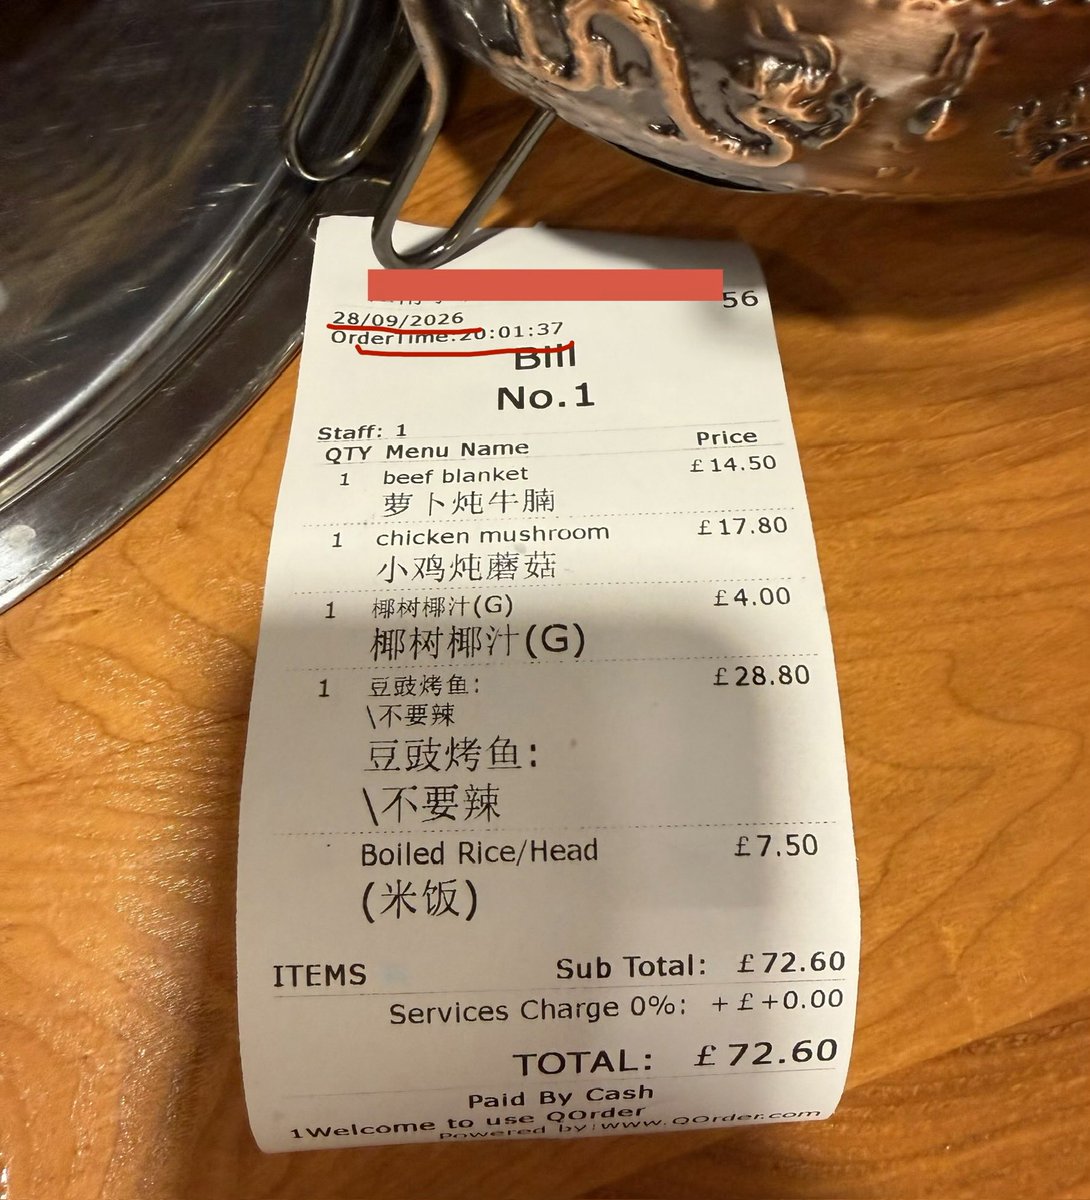 56
28/09/2026
OrderTime:20:01:37
Bill
No.1
Staff: 1
QTY Menu Name Price
1 beef blanket £14.50
萝卜炖牛腩
1 chicken mushroom £17.80
小鸡炖蘑菇
1 椰树椰汁(G) £4.00
椰树椰汁(G)
1 豆豉烤鱼: £28.80
\不要辣
豆豉烤鱼:
\不要辣
Boiled Rice/Head £7.50
(米饭)
ITEMS Sub Total: £72.60
Services Charge 0%: +£+0.00
TOTAL: £72.60
Paid By Cash
1Welcome to use QOrder
Powered by:www.QOrder.com